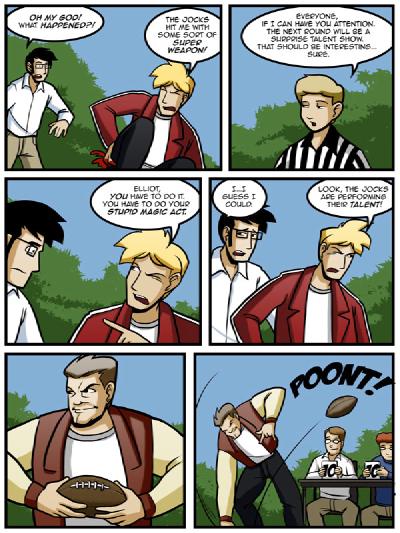 OH MY GOD!
WHAT HAPPENED?!
THE JOCKS
HIT ME WITH
SOME SORT OF
SUPER
WEAPON!
EVERYONE,
IF I CAN HAVE YOU ATTENTION.
THE NEXT ROUND WILL BE A
SURPRISE TALENT SHOW.
THAT SHOULD BE INTERESTING...
SURE.
ELLIOT,
YOU HAVE TO DO IT.
YOU HAVE TO DO YOUR
STUPID MAGIC ACT.
I...I
GUESS I
COULD.
LOOK, THE JOCKS
ARE PERFORMING
THEIR TALENT!
POONT!
10
10